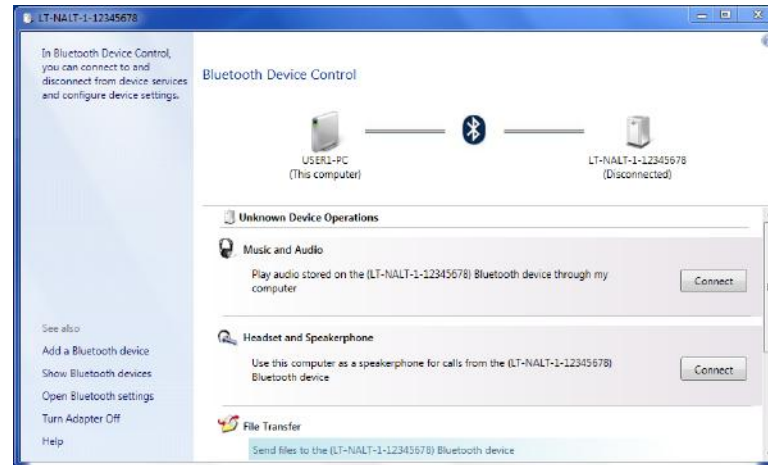 LT-NALT-1-12345678
In Bluetooth Device Control,
you can connect to and
disconnect from device services
and configure device settings.
Bluetooth Device Control
USER1-PC
(This computer)
LT-NALT-1-12345678
(Disconnected)
Unknown Device Operations
Music and Audio
Play audio stored on the (LT-NALT-1-12345678) Bluetooth device through my
computer
Connect
Headset and Speakerphone
Use this computer as a speakerphone for calls from the (LT-NALT-1-12345678)
Bluetooth device
Connect
File Transfer
Send files to the (LT-NALT-1-12345678) Bluetooth device
See also
Add a Bluetooth device
Show Bluetooth devices
Open Bluetooth settings
Turn Adapter Off
Help